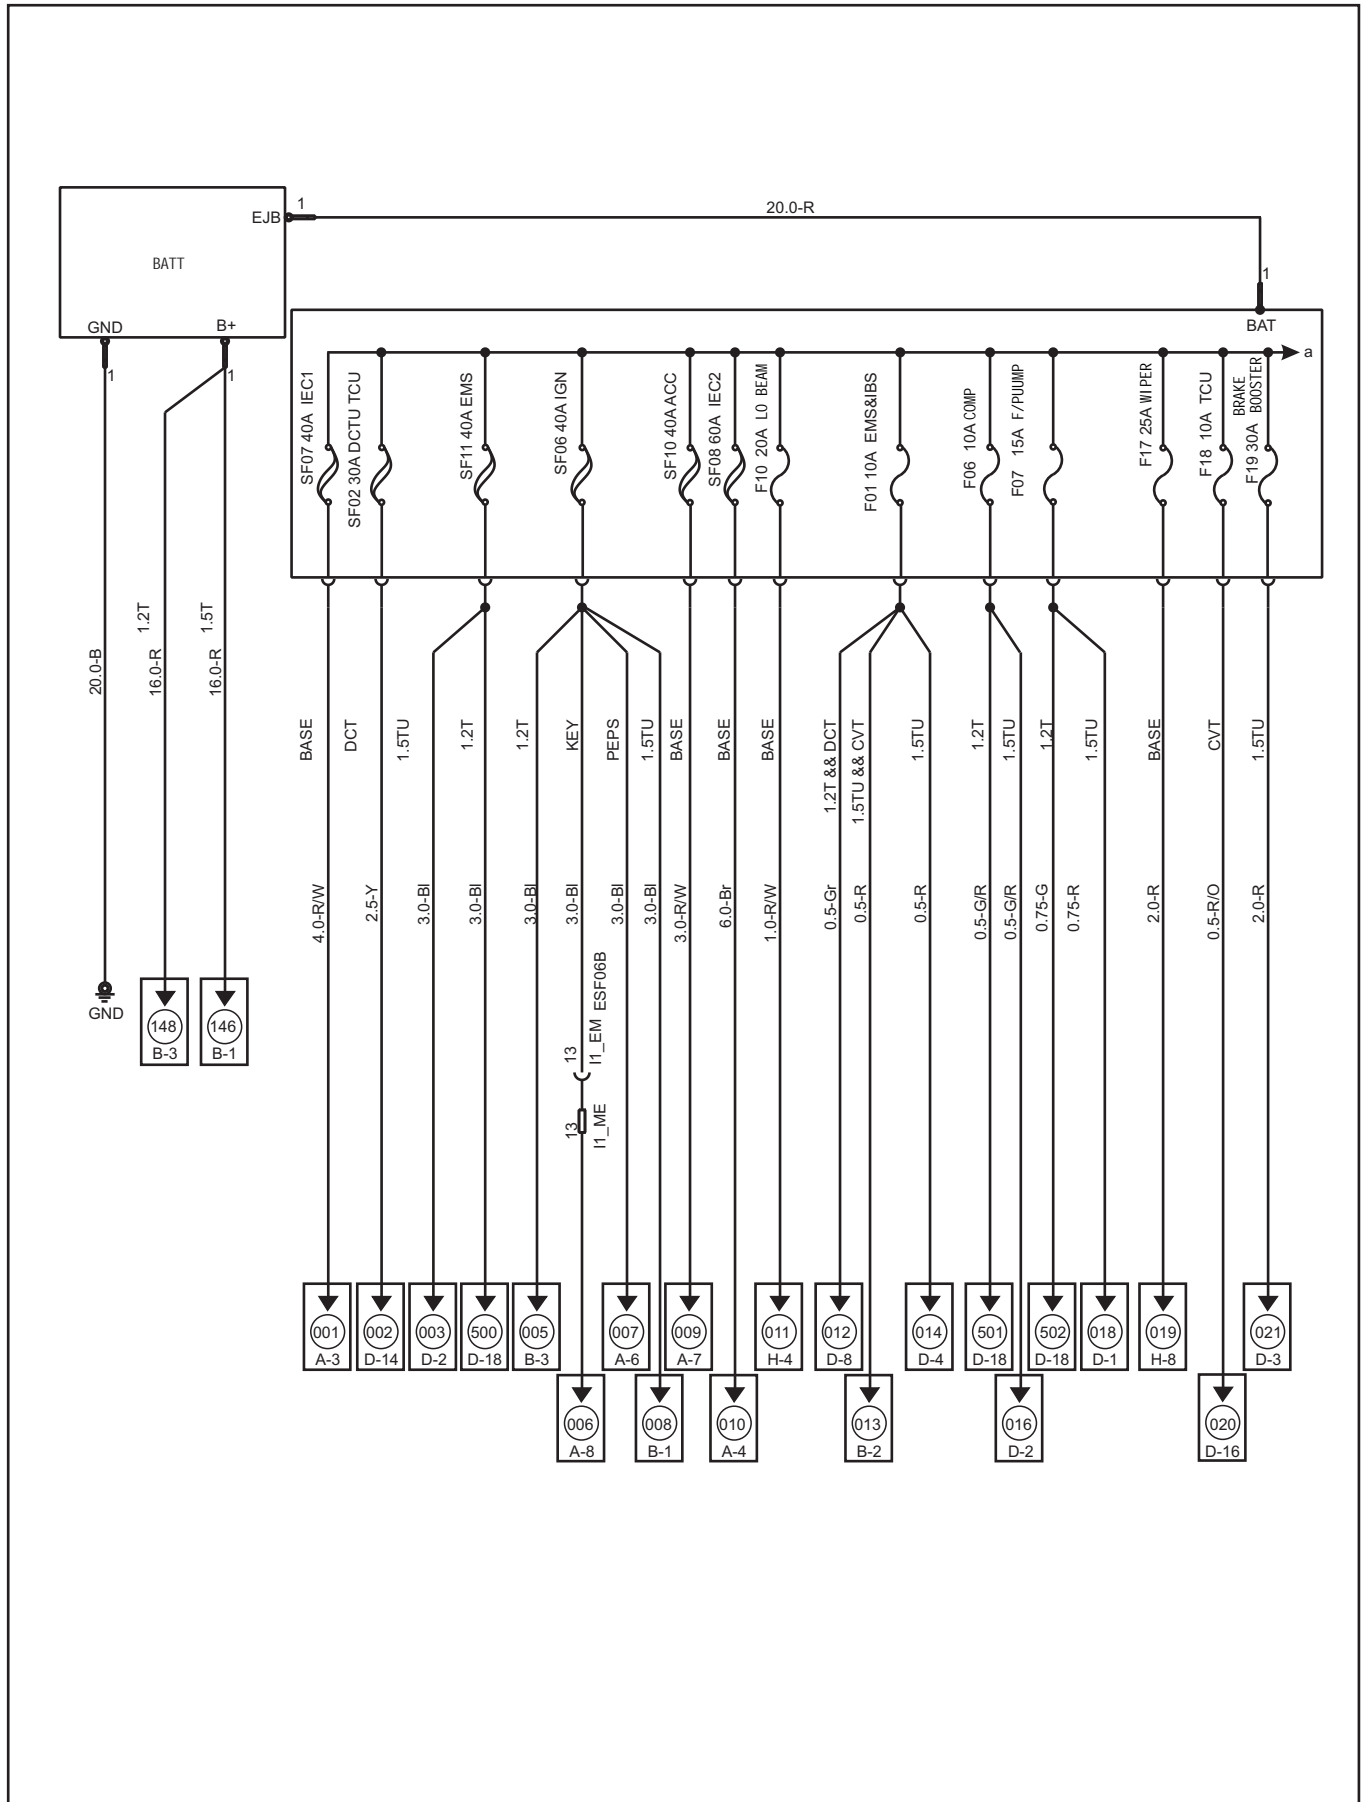 1
20.0-R
EJB
BATT
1
GND
B+
BAT
1
1
a
SF07 40A IEC1
SF02 30A DCTU TCU
SF11 40A EMS
SF06 40A IGN
SF10 40A ACC
SF08 60A IEC2
F10 20A LO BEAM
F01 10A EMS&IBS
F06 10A COMP
F07 15A F/PUUMP
F17 25A WIPER
F18 10A TCU
F19 30A BRAKE
BOOSTER
20.0-B
1.2T
16.0-R
1.5T
16.0-R
BASE
DCT
1.5TU
1.2T
1.2T
KEY
PEPS
1.5TU
BASE
BASE
BASE
1.2T && DCT
1.5TU && CVT
1.5TU
1.2T
1.5TU
1.2T
1.5TU
BASE
CVT
1.5TU
4.0-R/W
2.5-Y
3.0-Bl
3.0-Bl
3.0-Bl
3.0-Bl
3.0-Bl
3.0-Bl
3.0-R/W
6.0-Br
1.0-R/W
0.5-Gr
0.5-R
0.5-R
0.5-G/R
0.5-G/R
0.75-G
0.75-R
2.0-R
0.5-R/O
2.0-R
GND
148
B-3
146
B-1
13
I1_EM ESF06B
13
I1_ME
001
A-3
002
D-14
003
D-2
500
D-18
005
B-3
007
A-6
009
A-7
011
H-4
012
D-8
014
D-4
501
D-18
502
D-18
018
D-1
019
H-8
021
D-3
006
A-8
008
B-1
010
A-4
013
B-2
016
D-2
020
D-16